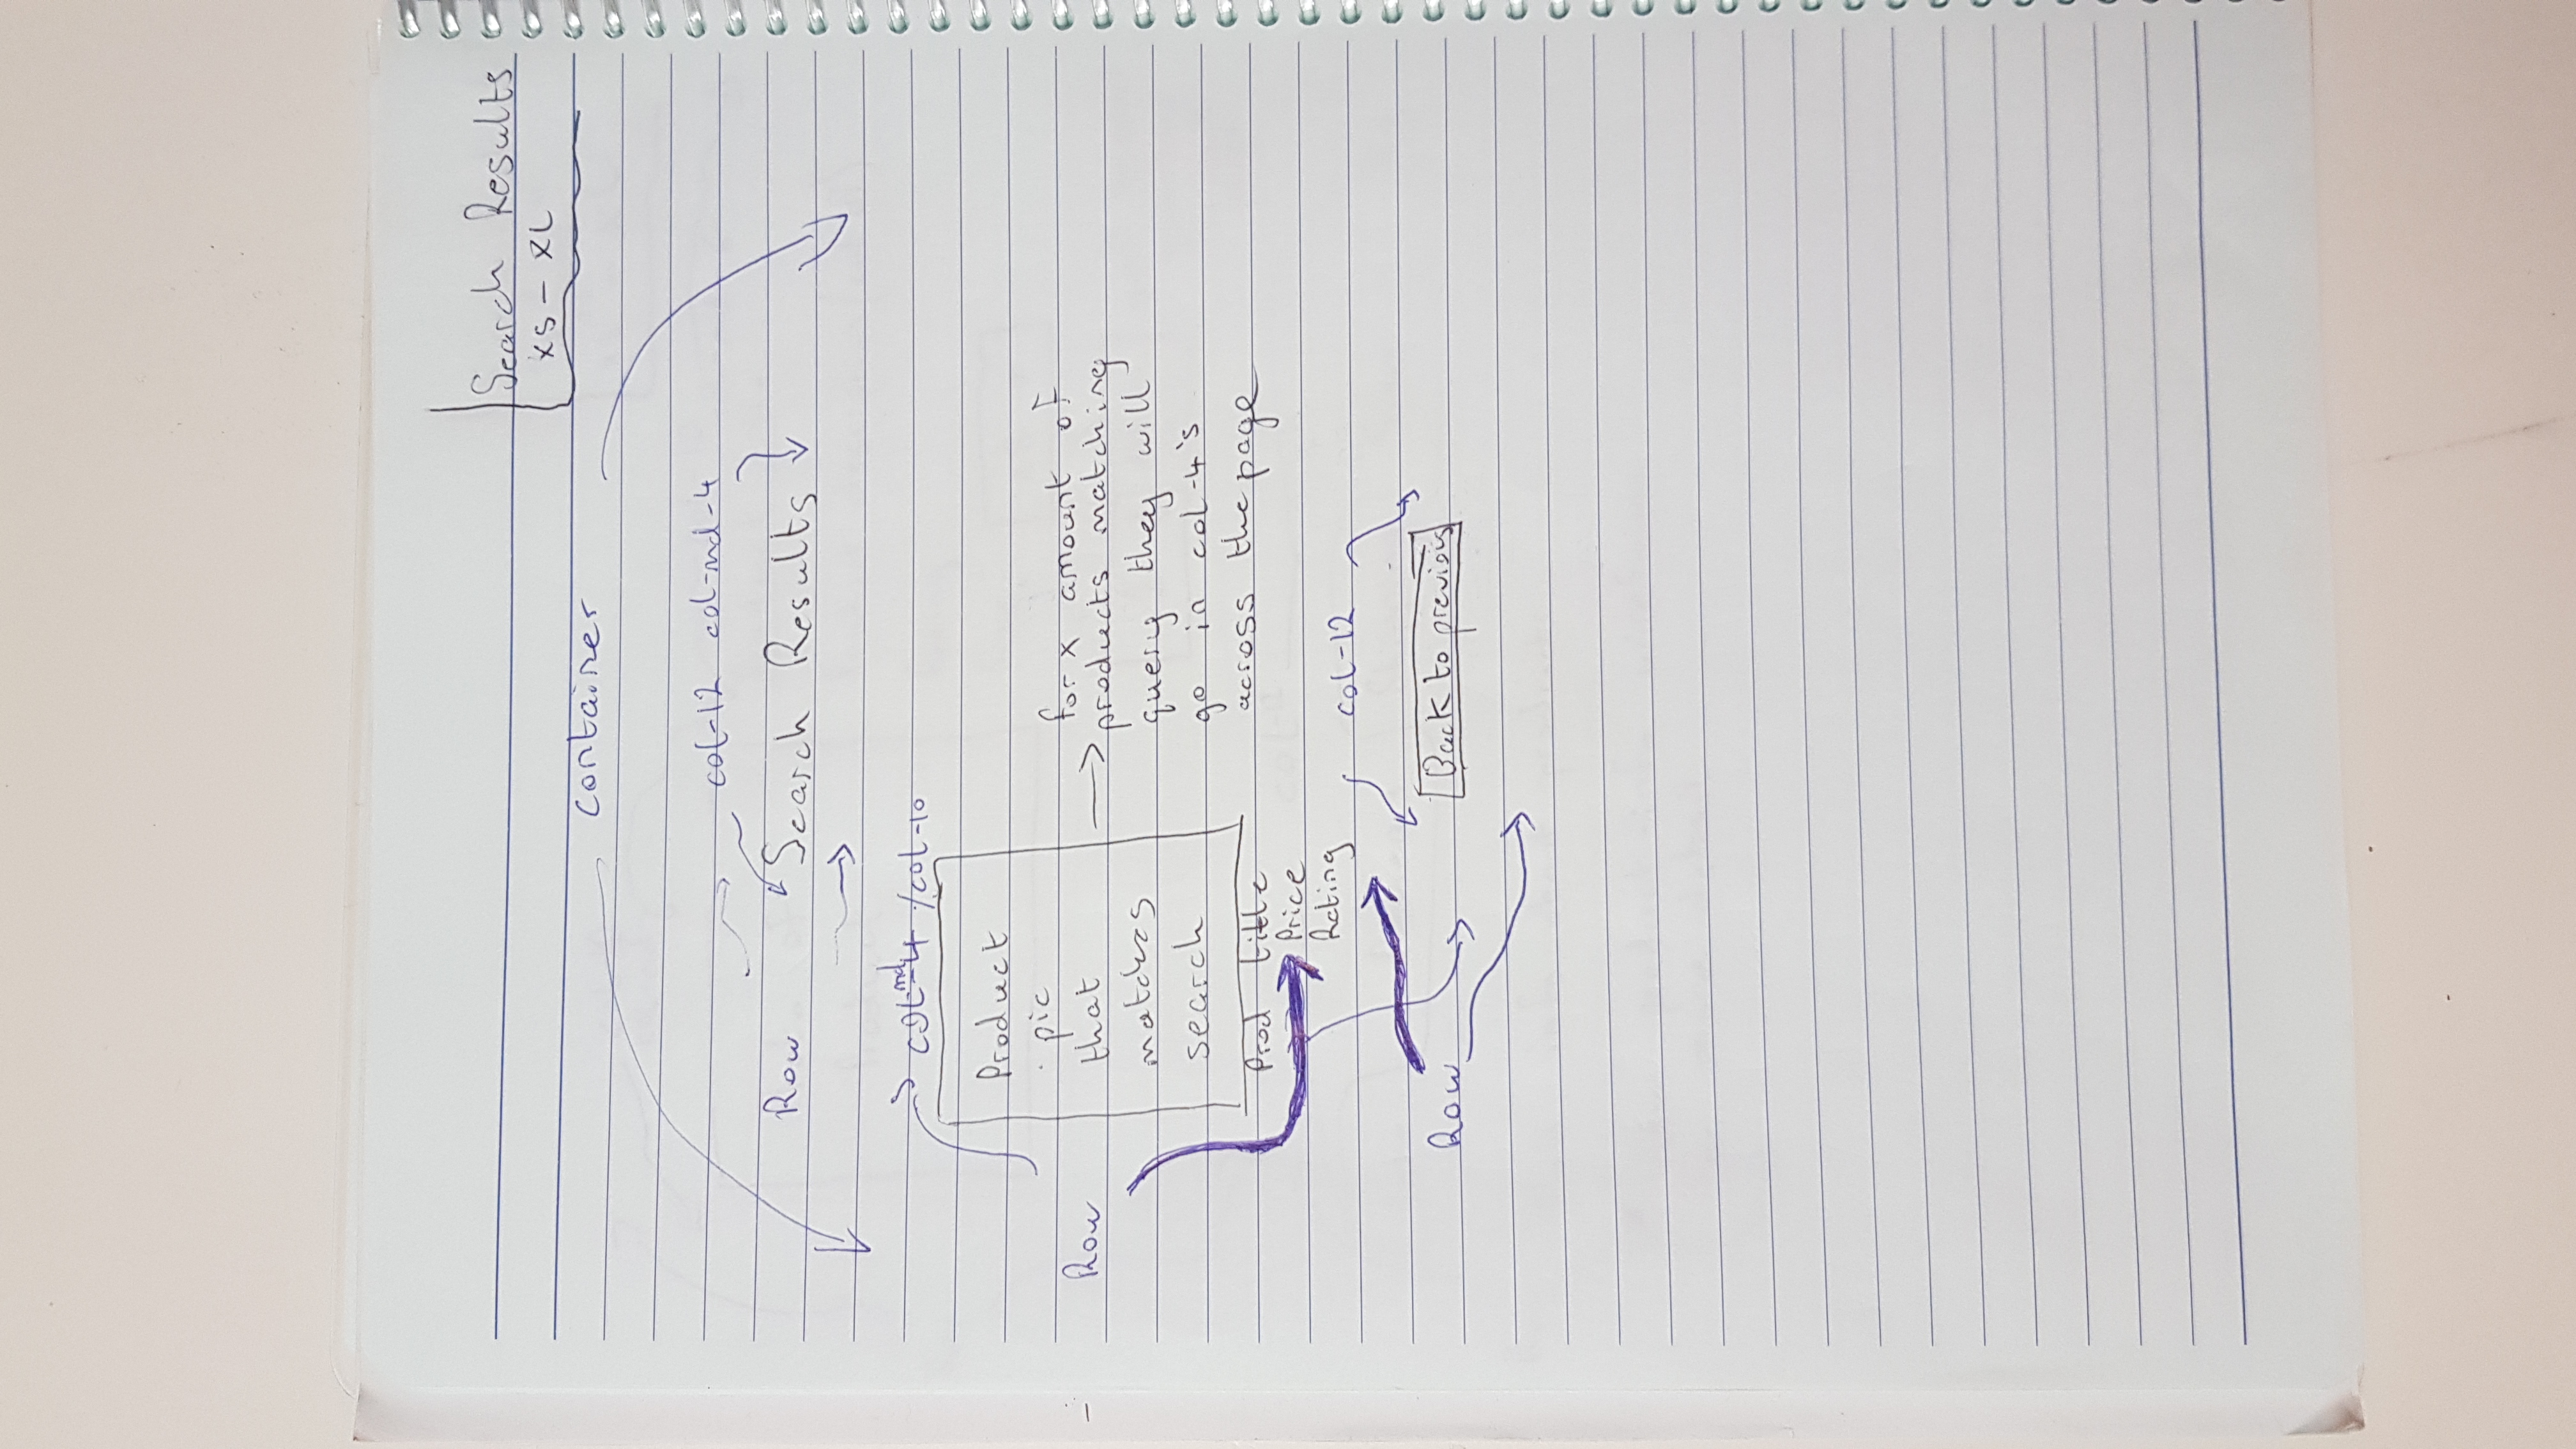 Search Results
xs - xL
container
col-12 col-md-4
Row
Search Results
col-md-4 /col-10
Product
pic
that
matches
search
Row
for x amount of
products matching
query they will
go in col-4's
across the page
Prod title
Price
Rating
col-12
Row
Back to previous